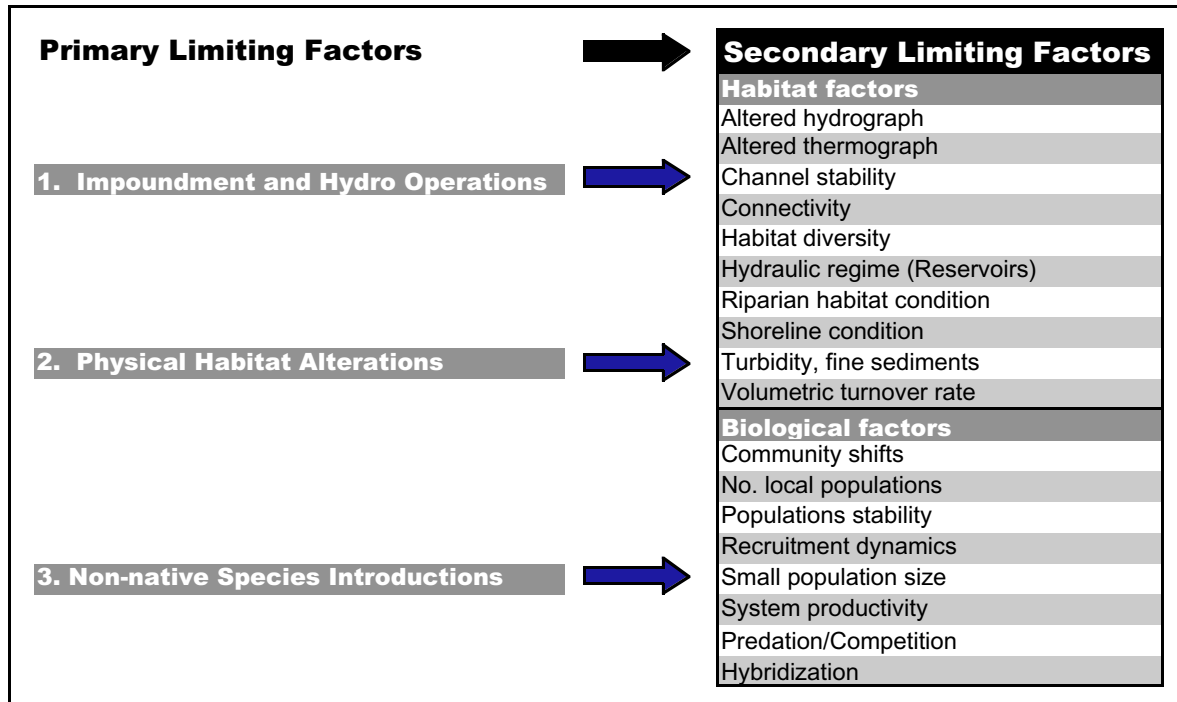 Primary Limiting Factors
1. Impoundment and Hydro Operations
2. Physical Habitat Alterations
3. Non-native Species Introductions
Secondary Limiting Factors
Habitat factors
Altered hydrograph
Altered thermograph
Channel stability
Connectivity
Habitat diversity
Hydraulic regime (Reservoirs)
Riparian habitat condition
Shoreline condition
Turbidity, fine sediments
Volumetric turnover rate
Biological factors
Community shifts
No. local populations
Populations stability
Recruitment dynamics
Small population size
System productivity
Predation/Competition
Hybridization